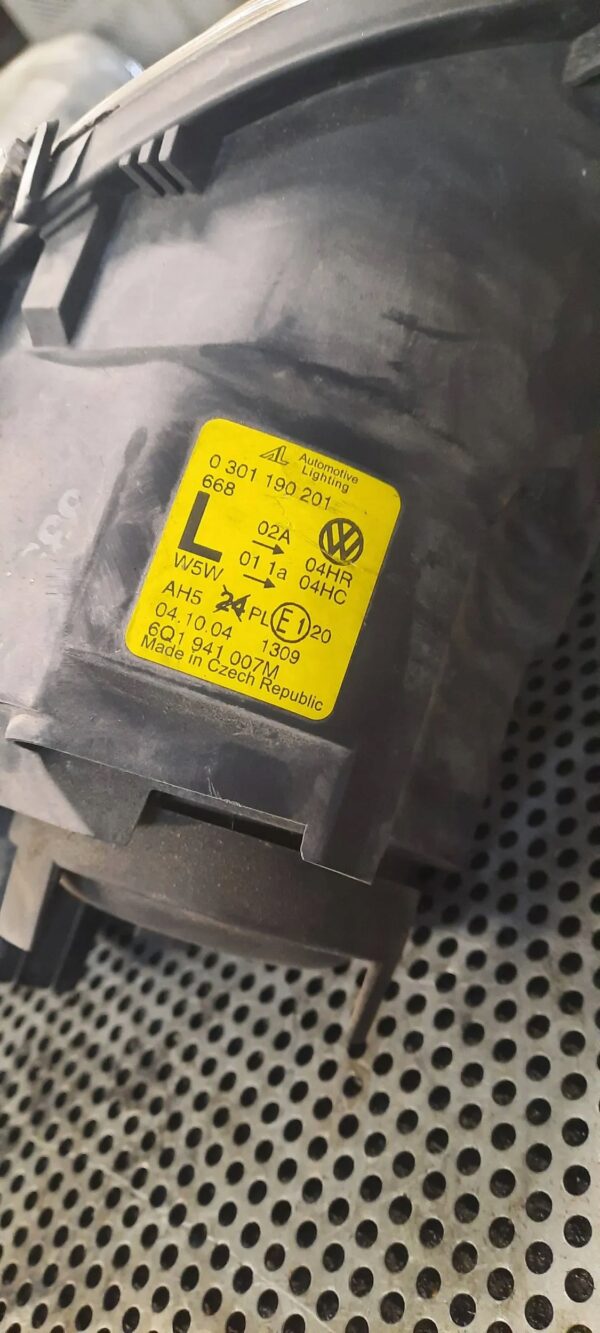 AL Automotive Lighting
0 301 190 201
668
L 02A → 04HR
W5W 01 1a → 04HC
AH5 24 PL E1 20
04.10.04 1309
6Q1 941 007M
Made in Czech Republic